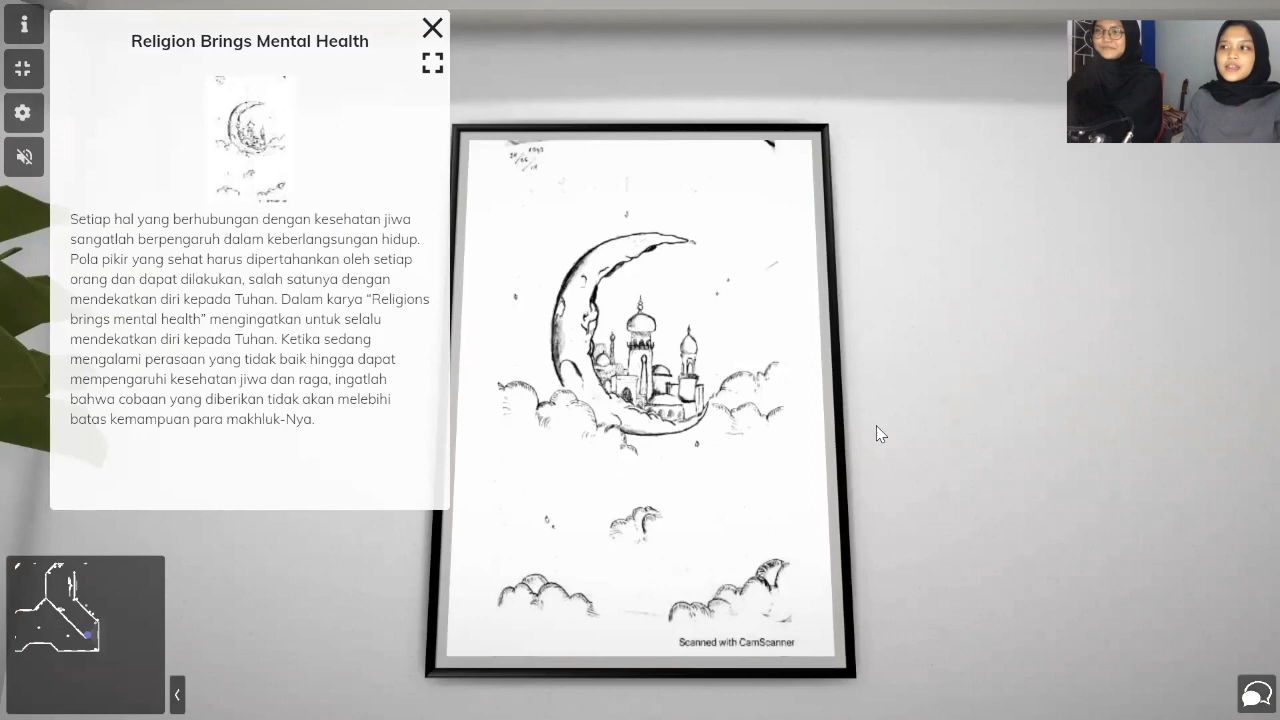 Religion Brings Mental Health
Setiap hal yang berhubungan dengan kesehatan jiwa
sangatlah berpengaruh dalam keberlangsungan hidup.
Pola pikir yang sehat harus dipertahankan oleh setiap
orang dan dapat dilakukan, salah satunya dengan
mendekatkan diri kepada Tuhan. Dalam karya “Religions
brings mental health” mengingatkan untuk selalu
mendekatkan diri kepada Tuhan. Ketika sedang
mengalami perasaan yang tidak baik hingga dapat
mempengaruhi kesehatan jiwa dan raga, ingatlah
bahwa cobaan yang diberikan tidak akan melebihi
batas kemampuan para makhluk-Nya.
Scanned with CamScanner